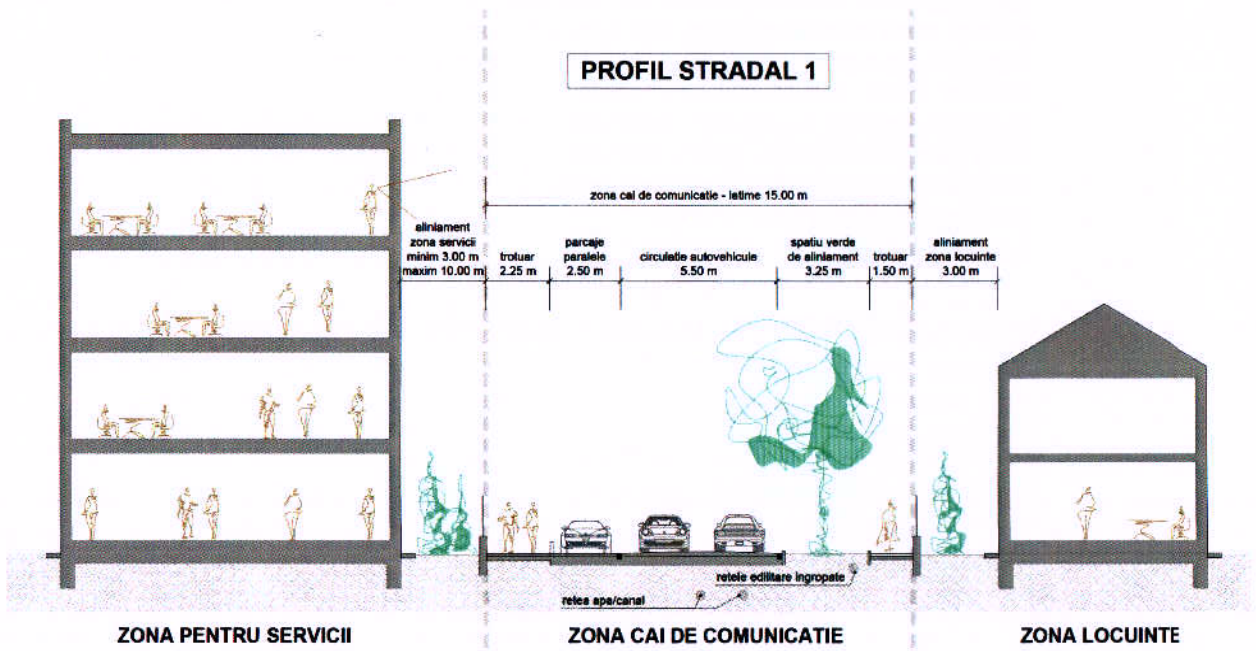 PROFIL STRADAL 1
zona cai de comunicatie - latime 15.00 m
aliniament
zona servicii
minim 3.00 m
maxim 10.00 m
trotuar
2.25 m
parcaje
paralele
2.50 m
circulatie autovehicule
5.50 m
spatiu verde
de aliniament
3.25 m
trotuar
1.50 m
aliniament
zona locuinte
3.00 m
retele edilitare ingropate
retea apa/canal
ZONA PENTRU SERVICII
ZONA CAI DE COMUNICATIE
ZONA LOCUINTE